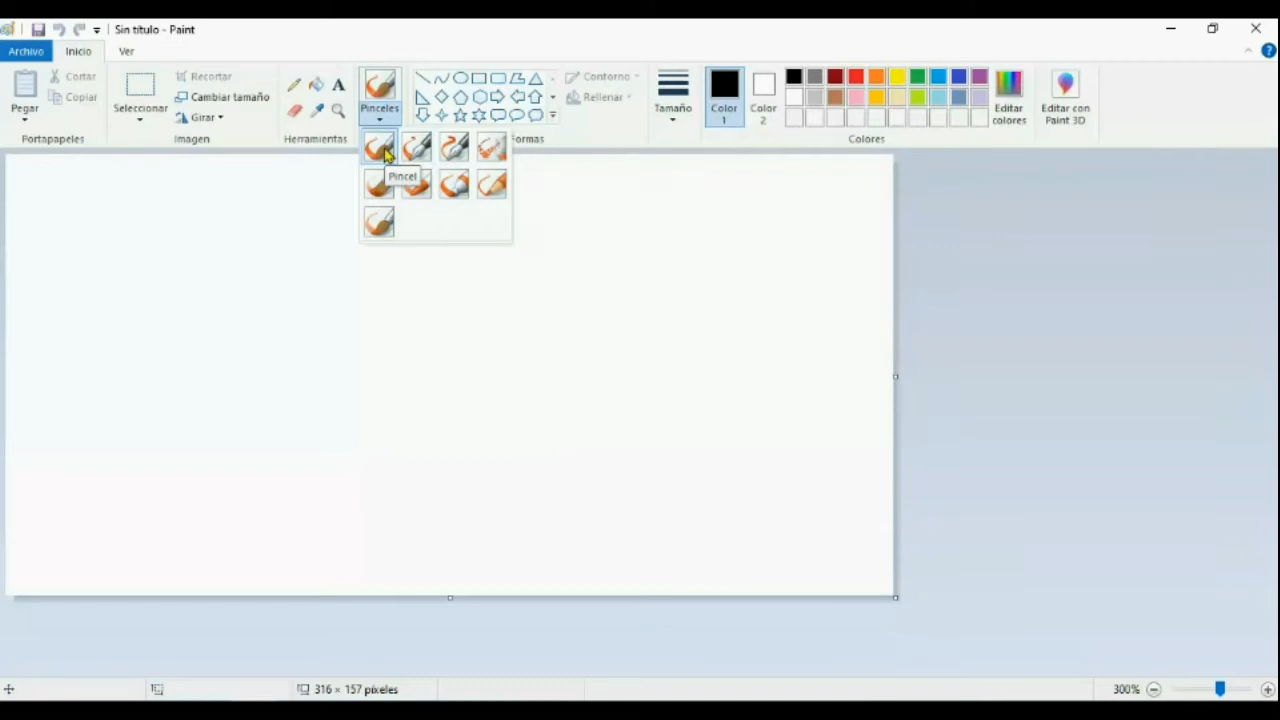 Sin título - Paint
Archivo Inicio Ver
Pegar
Cortar
Copiar
Portapapeles
Seleccionar
Recortar
Cambiar tamaño
Girar
Imagen
A
Herramientas
Pinceles
Contorno
Rellenar
Formas
Tamaño
Color
1
Color
2
Editar
colores
Colores
Editar con
Paint 3D
Pincel
316 × 157 píxeles
300%